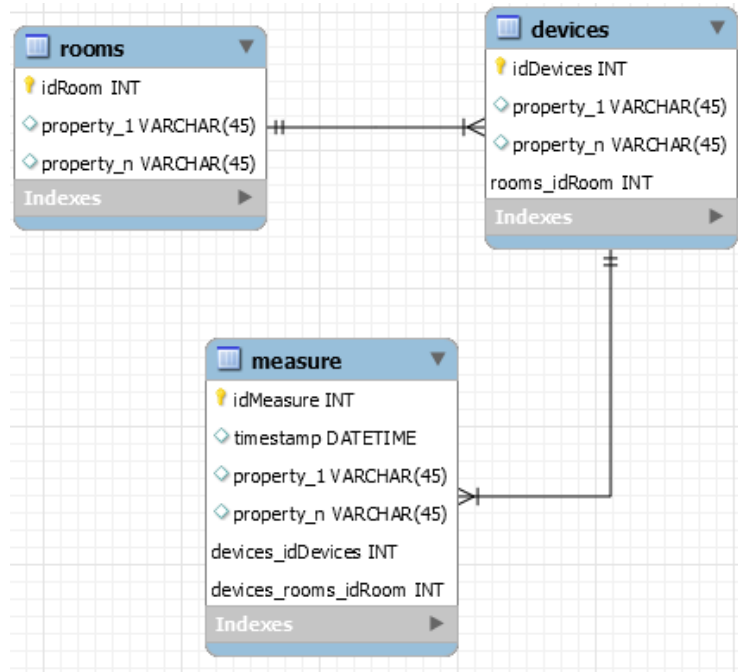 rooms
idRoom INT
property_1 VARCHAR(45)
property_n VARCHAR(45)
Indexes
devices
idDevices INT
property_1 VARCHAR(45)
property_n VARCHAR(45)
rooms_idRoom INT
Indexes
measure
idMeasure INT
timestamp DATETIME
property_1 VARCHAR(45)
property_n VARCHAR(45)
devices_idDevices INT
devices_rooms_idRoom INT
Indexes